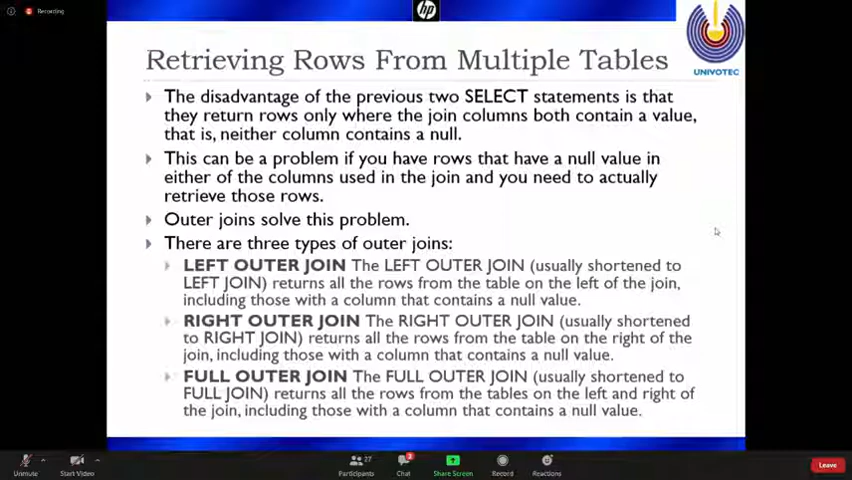 Recording
hp
UNIVOTEC
Retrieving Rows From Multiple Tables
The disadvantage of the previous two SELECT statements is that
they return rows only where the join columns both contain a value,
that is, neither column contains a null.
This can be a problem if you have rows that have a null value in
either of the columns used in the join and you need to actually
retrieve those rows.
Outer joins solve this problem.
There are three types of outer joins:
LEFT OUTER JOIN The LEFT OUTER JOIN (usually shortened to
LEFT JOIN) returns all the rows from the table on the left of the join,
including those with a column that contains a null value.
RIGHT OUTER JOIN The RIGHT OUTER JOIN (usually shortened
to RIGHT JOIN) returns all the rows from the table on the right of the
join, including those with a column that contains a null value.
FULL OUTER JOIN The FULL OUTER JOIN (usually shortened to
FULL JOIN) returns all the rows from the tables on the left and right of
the join, including those with a column that contains a null value.
Unmute
Start Video
27
Participants
3
Chat
Share Screen
Record
Reactions
Leave